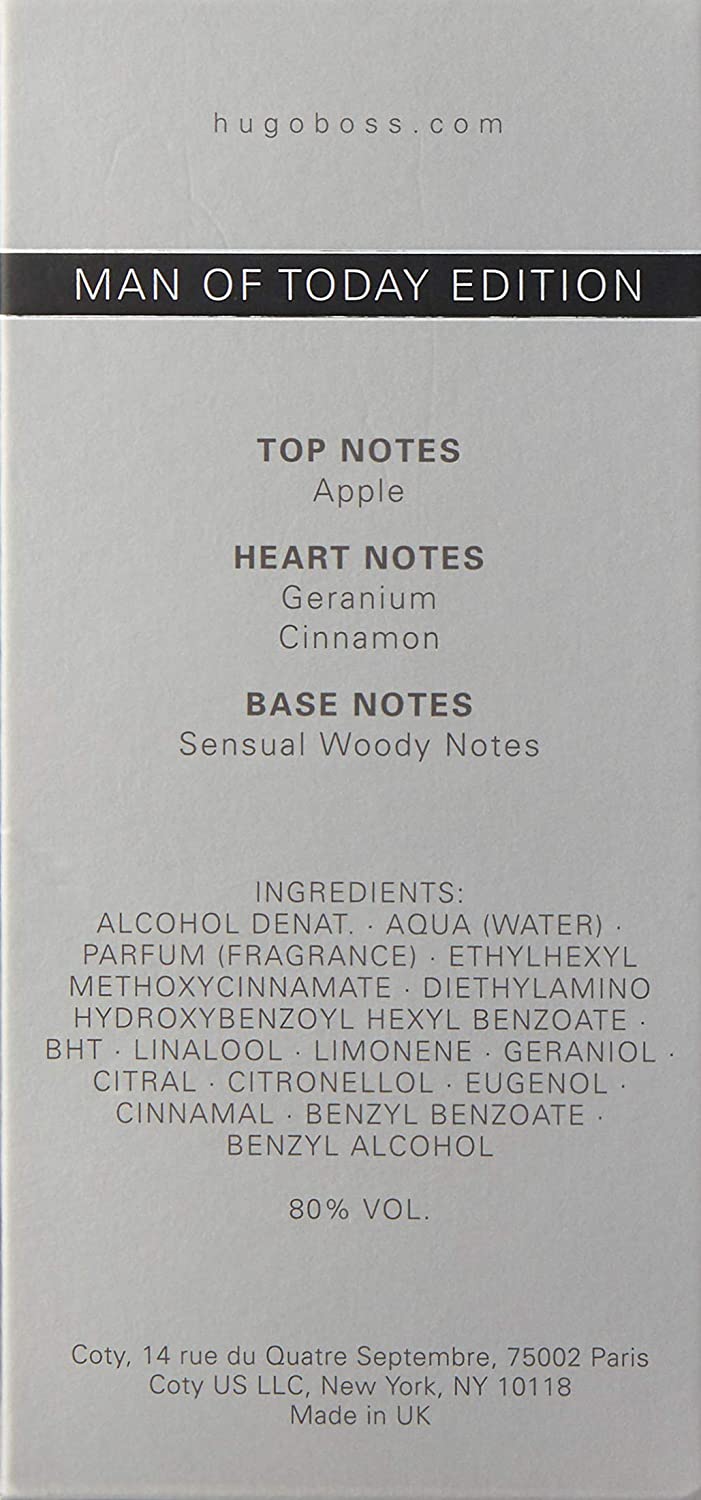 hugoboss.com
MAN OF TODAY EDITION
TOP NOTES
Apple
HEART NOTES
Geranium
Cinnamon
BASE NOTES
Sensual Woody Notes
INGREDIENTS:
ALCOHOL DENAT. · AQUA (WATER) ·
PARFUM (FRAGRANCE) · ETHYLHEXYL
METHOXYCINNAMATE · DIETHYLAMINO
HYDROXYBENZOYL HEXYL BENZOATE ·
BHT · LINALOOL · LIMONENE · GERANIOL ·
CITRAL · CITRONELLOL · EUGENOL ·
CINNAMAL · BENZYL BENZOATE ·
BENZYL ALCOHOL
80% VOL.
Coty, 14 rue du Quatre Septembre, 75002 Paris
Coty US LLC, New York, NY 10118
Made in UK